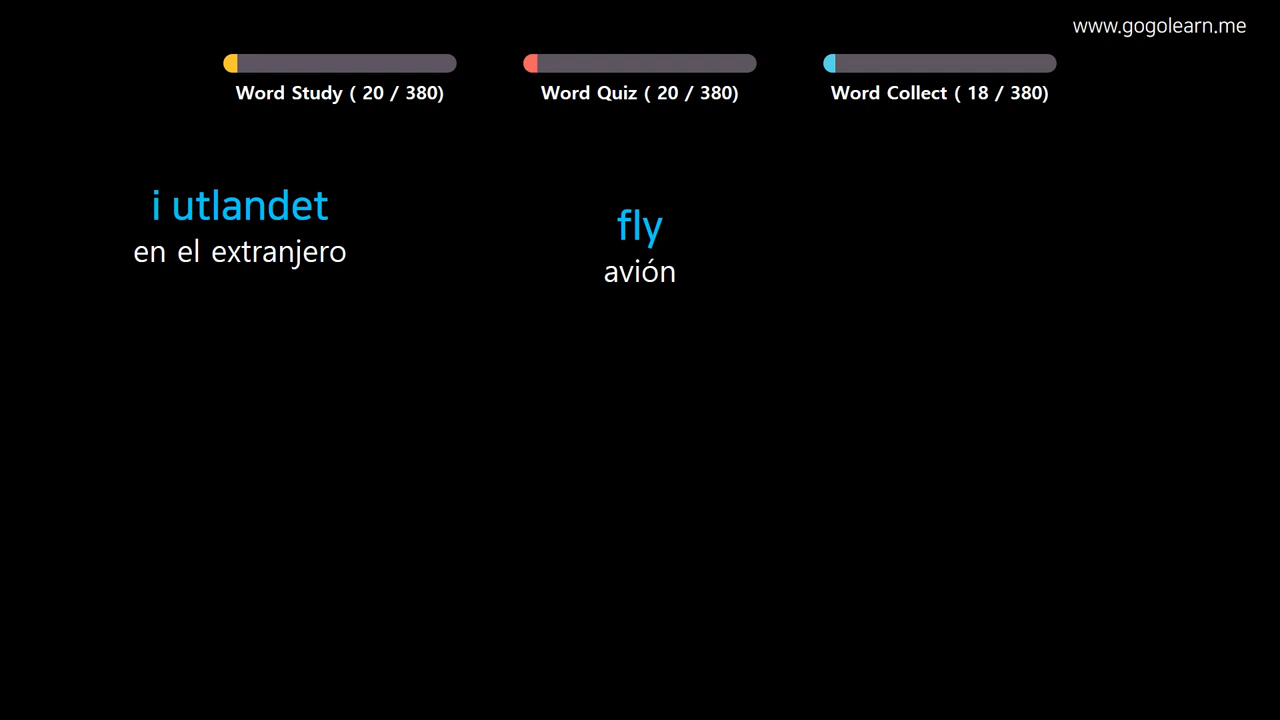 www.gogolearn.me
Word Study ( 20 / 380)
Word Quiz ( 20 / 380)
Word Collect ( 18 / 380)
i utlandet
en el extranjero
fly
avión